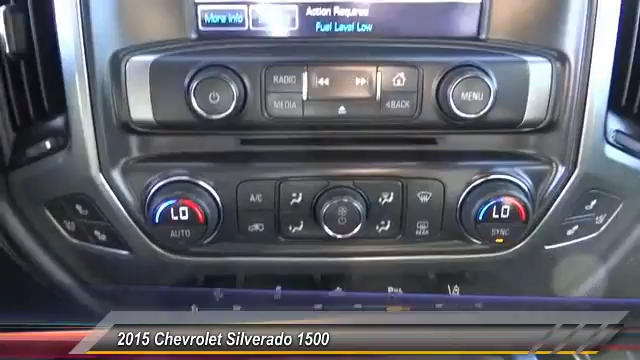 More Info
Action Required
Fuel Level Low
RADIO
MEDIA
BACK
MENU
LO
AUTO
A/C
REAR
LO
SYNC
2015 Chevrolet Silverado 1500